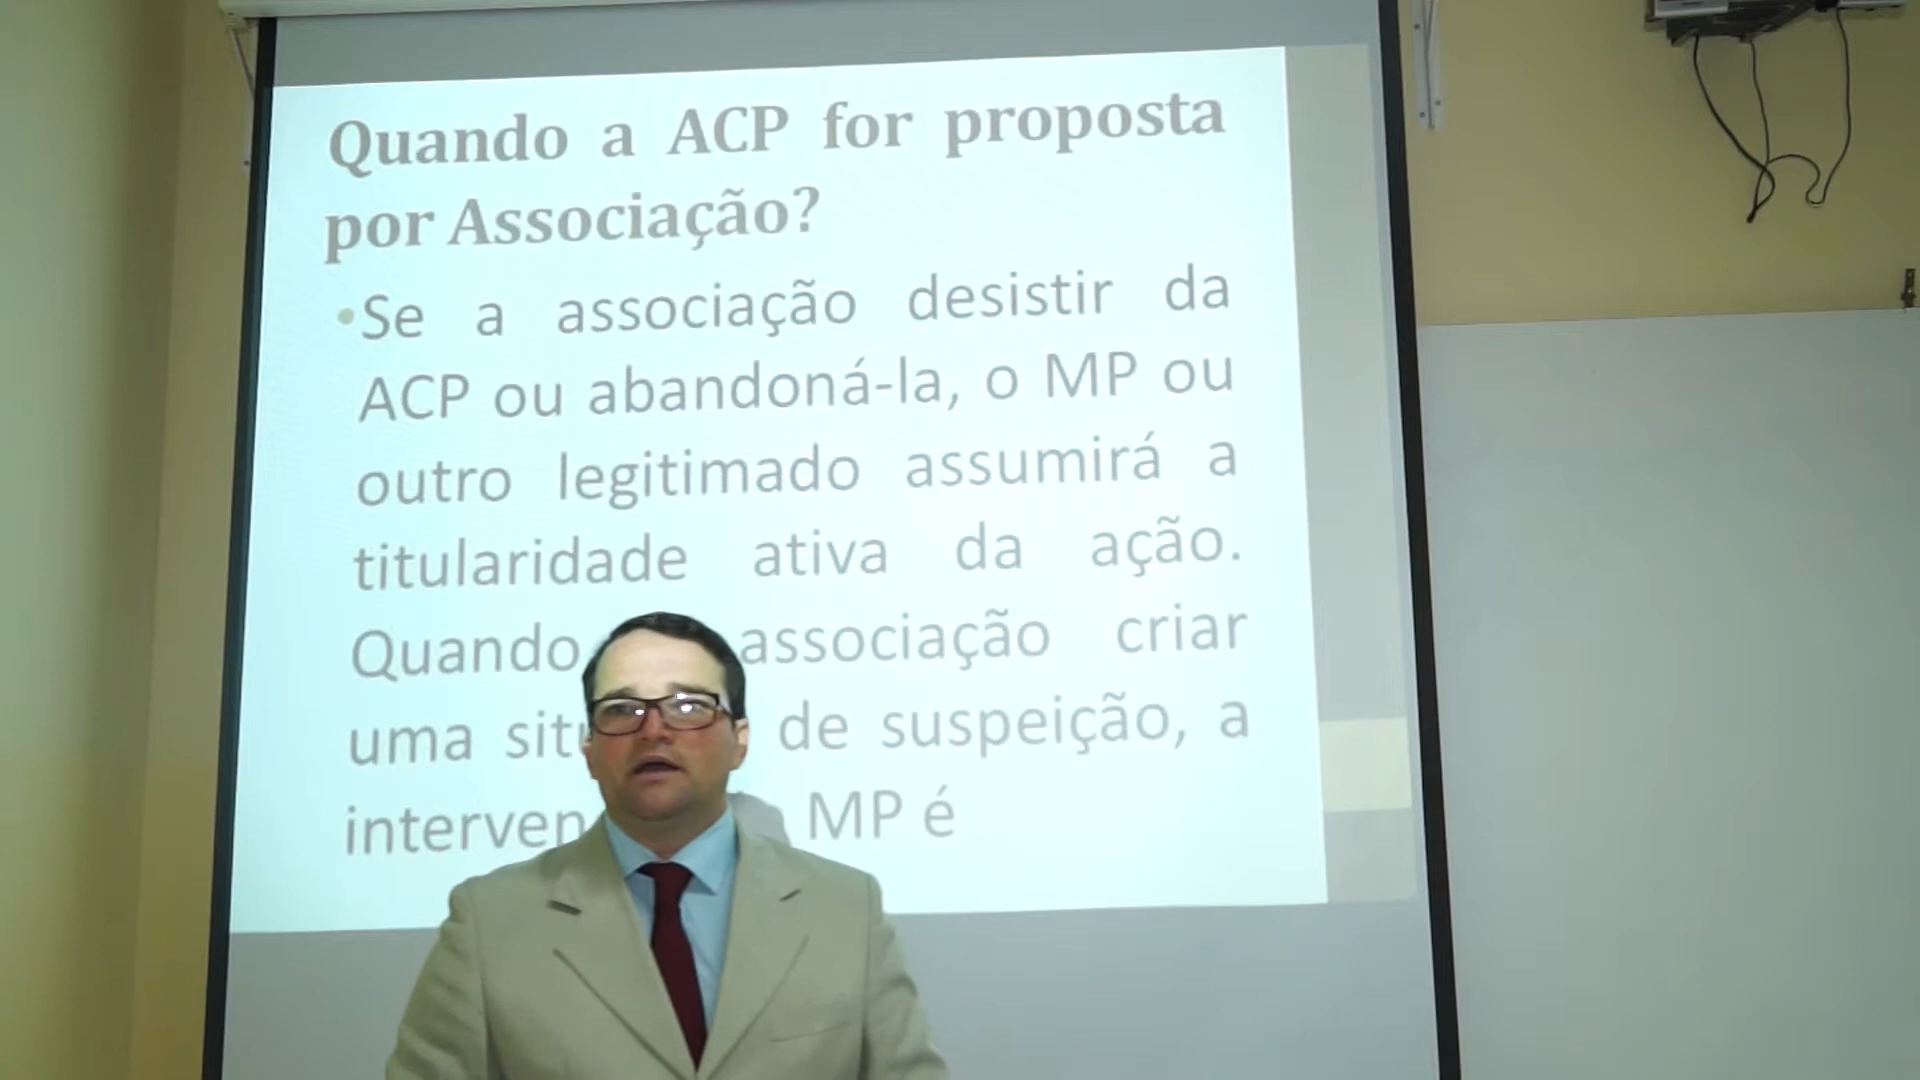 Quando a ACP for proposta
por Associação?
•Se a associação desistir da
ACP ou abandoná-la, o MP ou
outro legitimado assumirá a
titularidade ativa da ação.
Quando associação criar
uma de suspeição, a
MP é